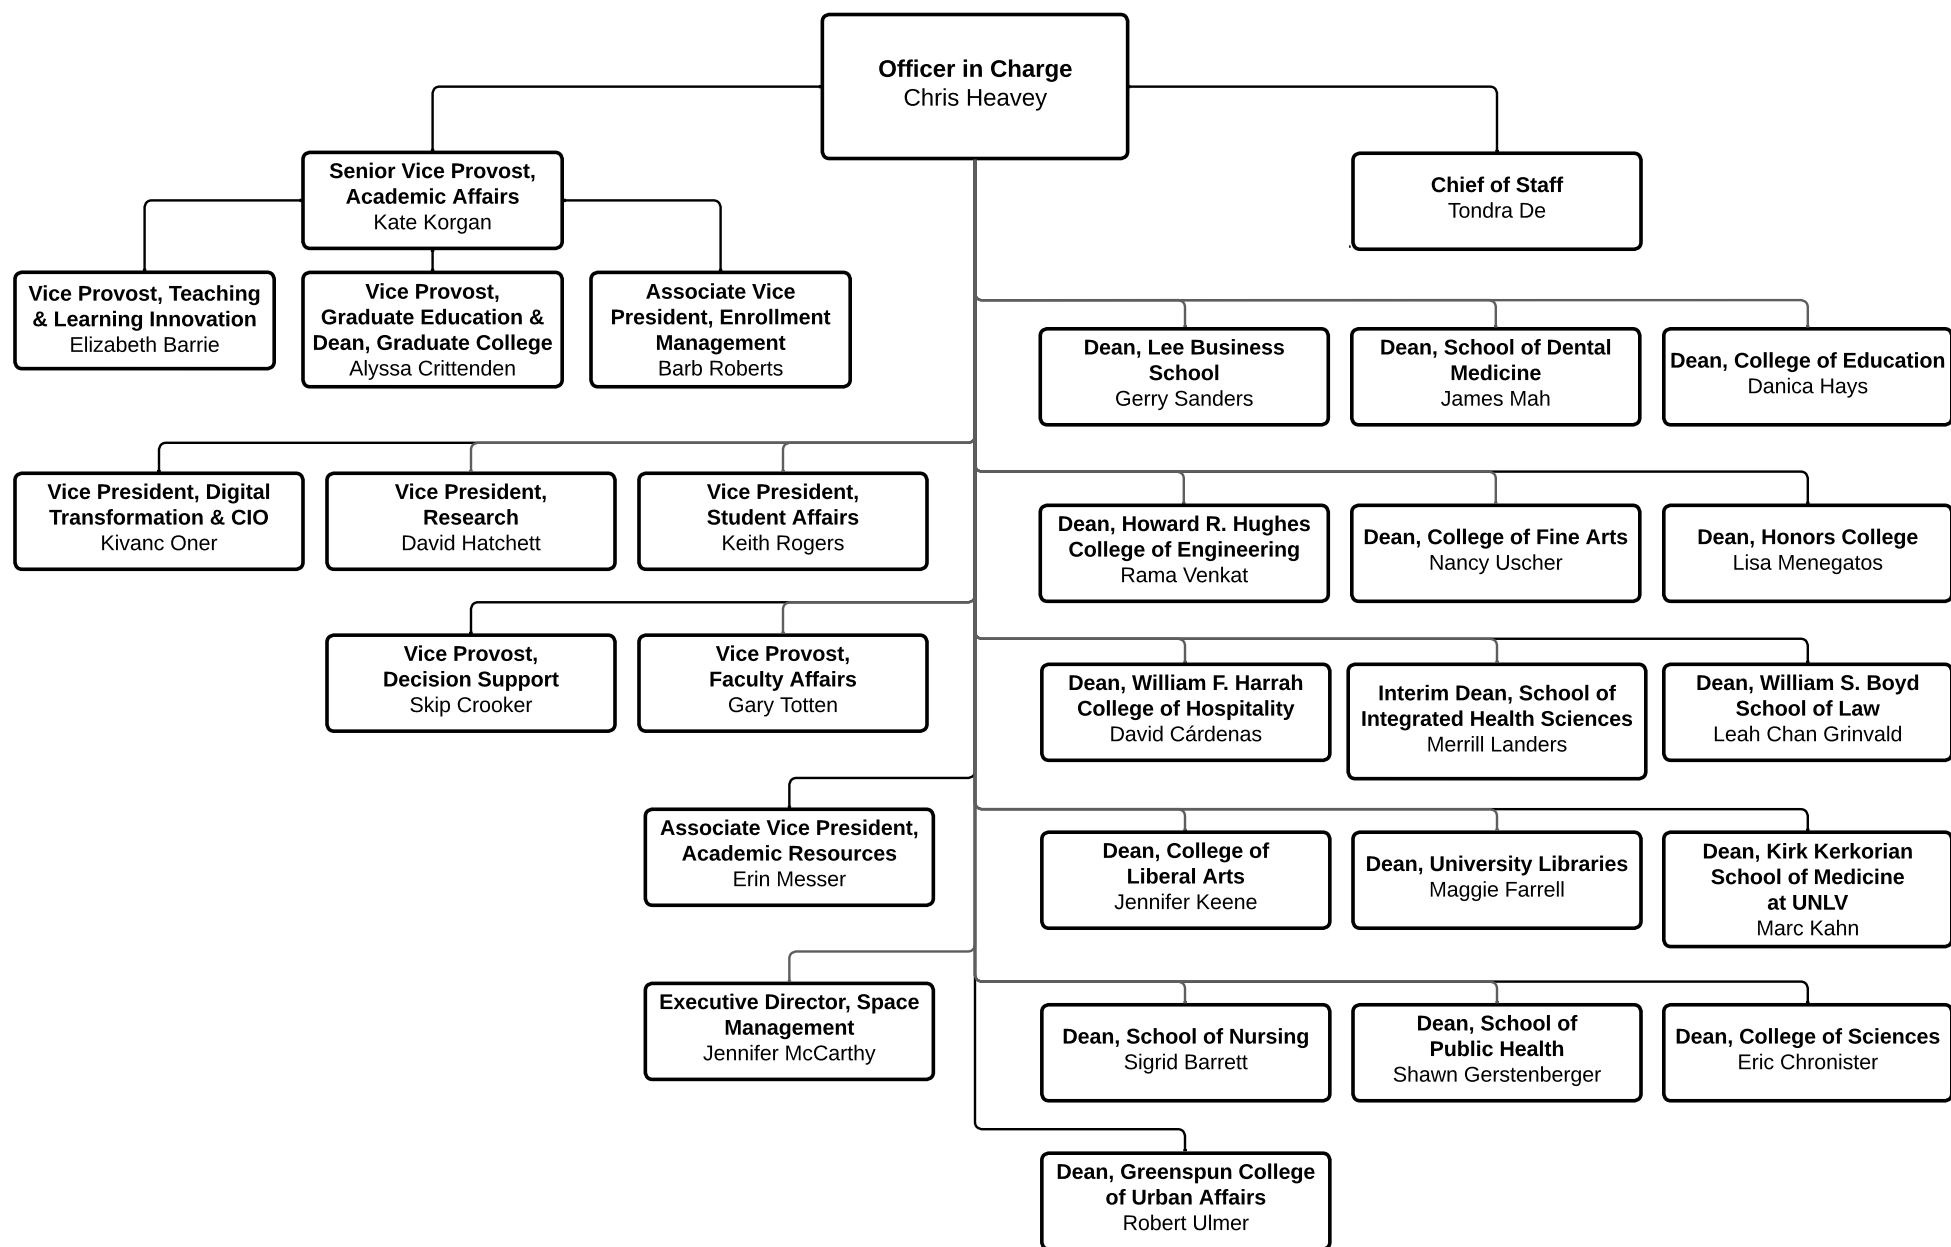 Officer in Charge
Chris Heavey
Senior Vice Provost,
Academic Affairs
Kate Korgan
Chief of Staff
Tondra De
Vice Provost, Teaching
& Learning Innovation
Elizabeth Barrie
Vice Provost,
Graduate Education &
Dean, Graduate College
Alyssa Crittenden
Associate Vice
President, Enrollment
Management
Barb Roberts
Dean, Lee Business
School
Gerry Sanders
Dean, School of Dental
Medicine
James Mah
Dean, College of Education
Danica Hays
Vice President, Digital
Transformation & CIO
Kivanc Oner
Vice President,
Research
David Hatchett
Vice President,
Student Affairs
Keith Rogers
Dean, Howard R. Hughes
College of Engineering
Rama Venkat
Dean, College of Fine Arts
Nancy Uscher
Dean, Honors College
Lisa Menegatos
Vice Provost,
Decision Support
Skip Crooker
Vice Provost,
Faculty Affairs
Gary Totten
Dean, William F. Harrah
College of Hospitality
David Cárdenas
Interim Dean, School of
Integrated Health Sciences
Merrill Landers
Dean, William S. Boyd
School of Law
Leah Chan Grinvald
Associate Vice President,
Academic Resources
Erin Messer
Dean, College of
Liberal Arts
Jennifer Keene
Dean, University Libraries
Maggie Farrell
Dean, Kirk Kerkorian
School of Medicine
at UNLV
Marc Kahn
Executive Director, Space
Management
Jennifer McCarthy
Dean, School of Nursing
Sigrid Barrett
Dean, School of
Public Health
Shawn Gerstenberger
Dean, College of Sciences
Eric Chronister
Dean, Greenspun College
of Urban Affairs
Robert Ulmer